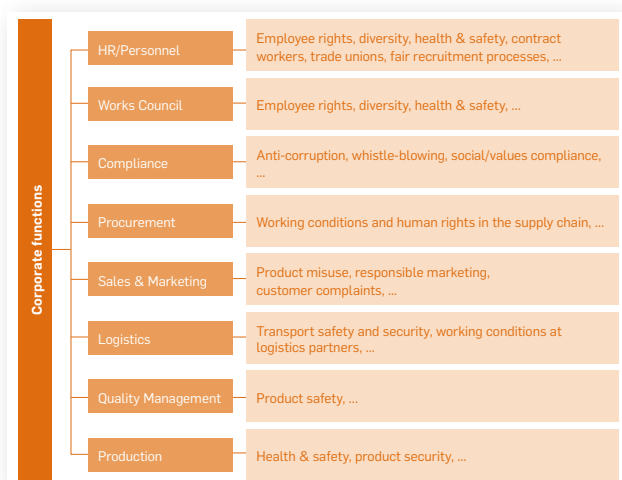 Corporate functions
HR/Personnel
Employee rights, diversity, health & safety, contract
workers, trade unions, fair recruitment processes, ...
Works Council
Employee rights, diversity, health & safety, ...
Compliance
Anti-corruption, whistle-blowing, social/values compliance,
...
Procurement
Working conditions and human rights in the supply chain, ...
Sales & Marketing
Product misuse, responsible marketing,
customer complaints, ...
Logistics
Transport safety and security, working conditions at
logistics partners, ...
Quality Management
Product safety, ...
Production
Health & safety, product security, ...